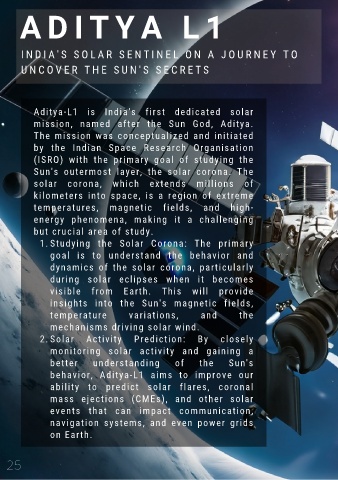 ADITYA L1
INDIA'S SOLAR SENTINEL ON A JOURNEY TO
UNCOVER THE SUN'S SECRETS
Aditya-L1 is India's first dedicated solar
mission, named after the Sun God, Aditya.
The mission was conceptualized and initiated
by the Indian Space Research Organisation
(ISRO) with the primary goal of studying the
Sun's outermost layer, the solar corona. The
solar corona, which extends millions of
kilometers into space, is a region of extreme
temperatures, magnetic fields, and high-
energy phenomena, making it a challenging
but crucial area of study.
1. Studying the Solar Corona: The primary
goal is to understand the behavior and
dynamics of the solar corona, particularly
during solar eclipses when it becomes
visible from Earth. This will provide
insights into the Sun's magnetic fields,
temperature variations, and the
mechanisms driving solar wind.
2. Solar Activity Prediction: By closely
monitoring solar activity and gaining a
better understanding of the Sun's
behavior, Aditya-L1 aims to improve our
ability to predict solar flares, coronal
mass ejections (CMEs), and other solar
events that can impact communication,
navigation systems, and even power grids
on Earth.
25